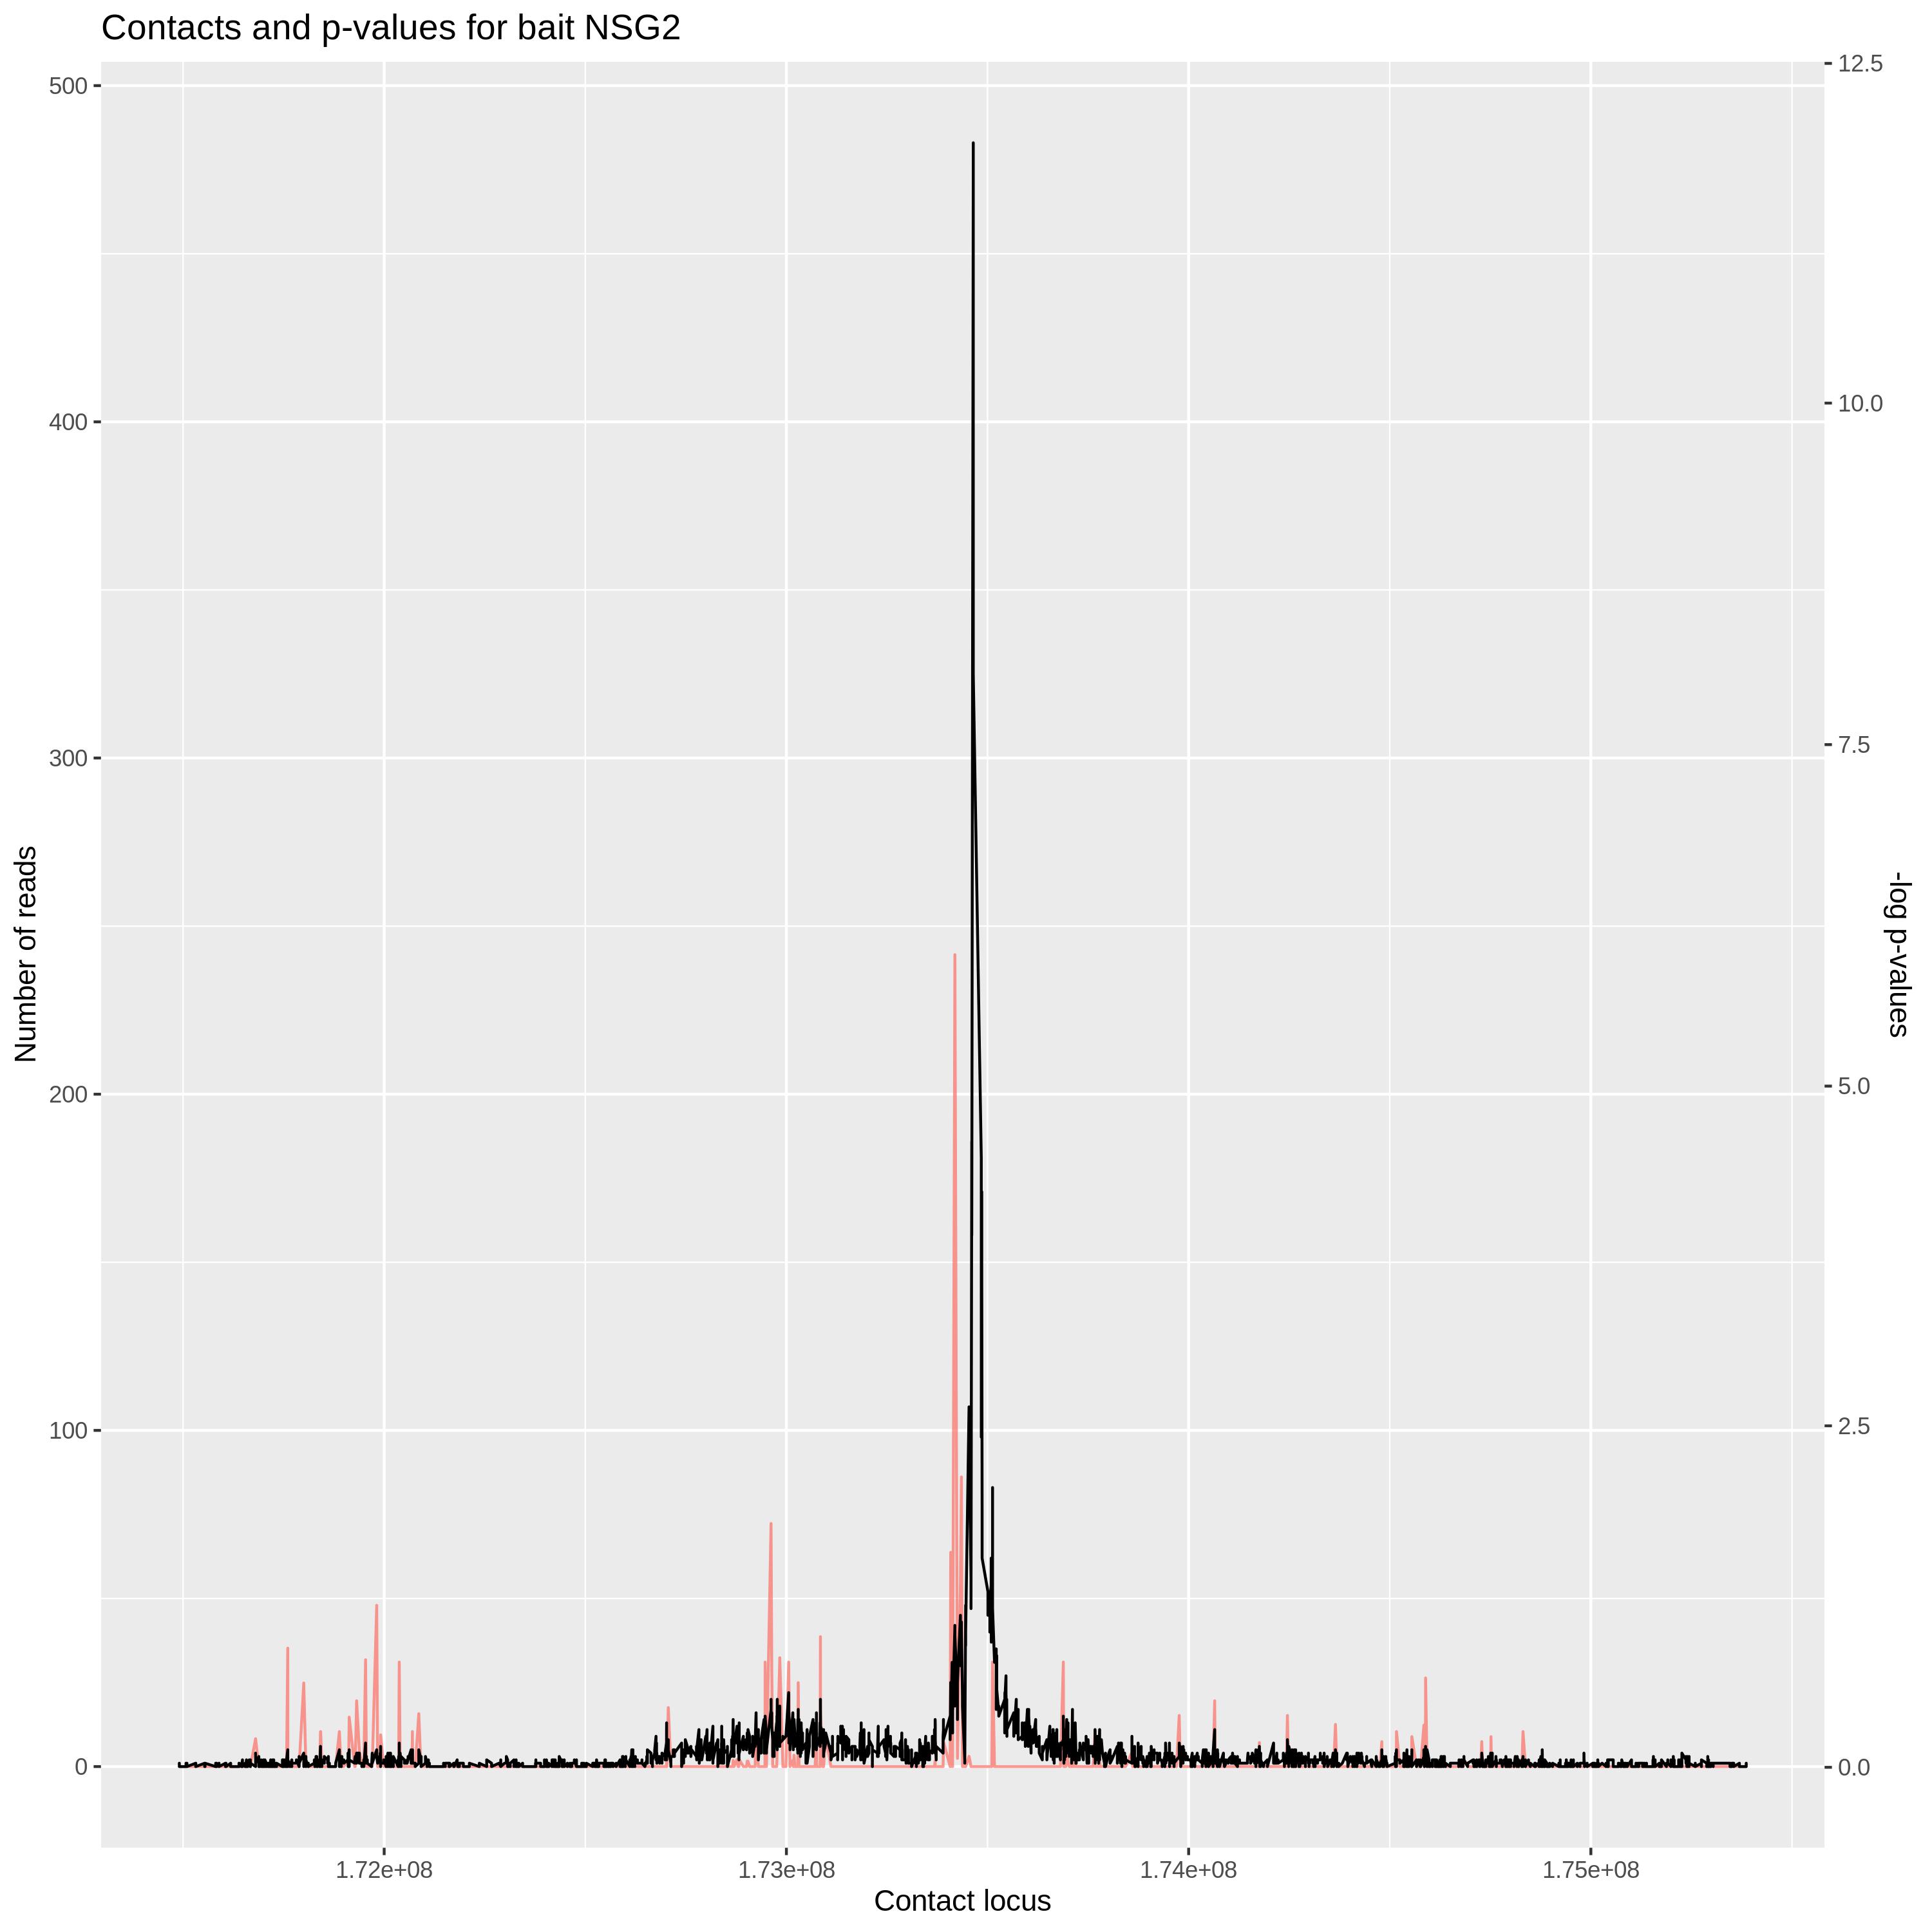 Contacts and p-values for bait NSG2
500
400
300
200
100
0
Number of reads
12.5
10.0
7.5
5.0
2.5
0.0
-log p-values
1.72e+08
1.73e+08
1.74e+08
1.75e+08
Contact locus